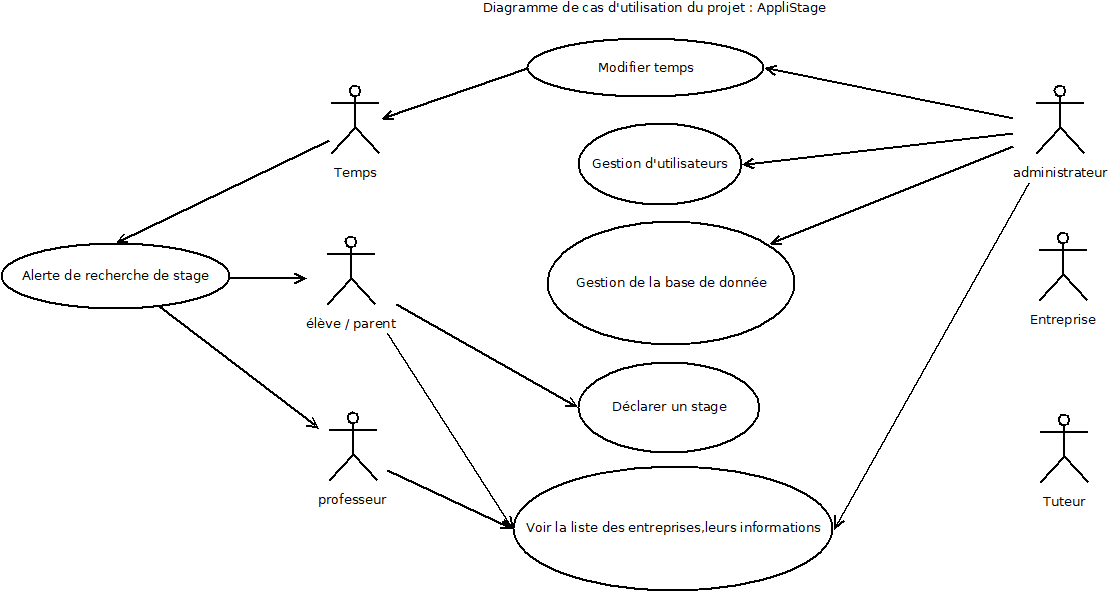 Diagramme de cas d'utilisation du projet : AppliStage
Modifier temps
Temps
administrateur
Gestion d'utilisateurs
Alerte de recherche de stage
Gestion de la base de donnée
élève / parent
Entreprise
Déclarer un stage
professeur
Tuteur
Voir la liste des entreprises,leurs informations